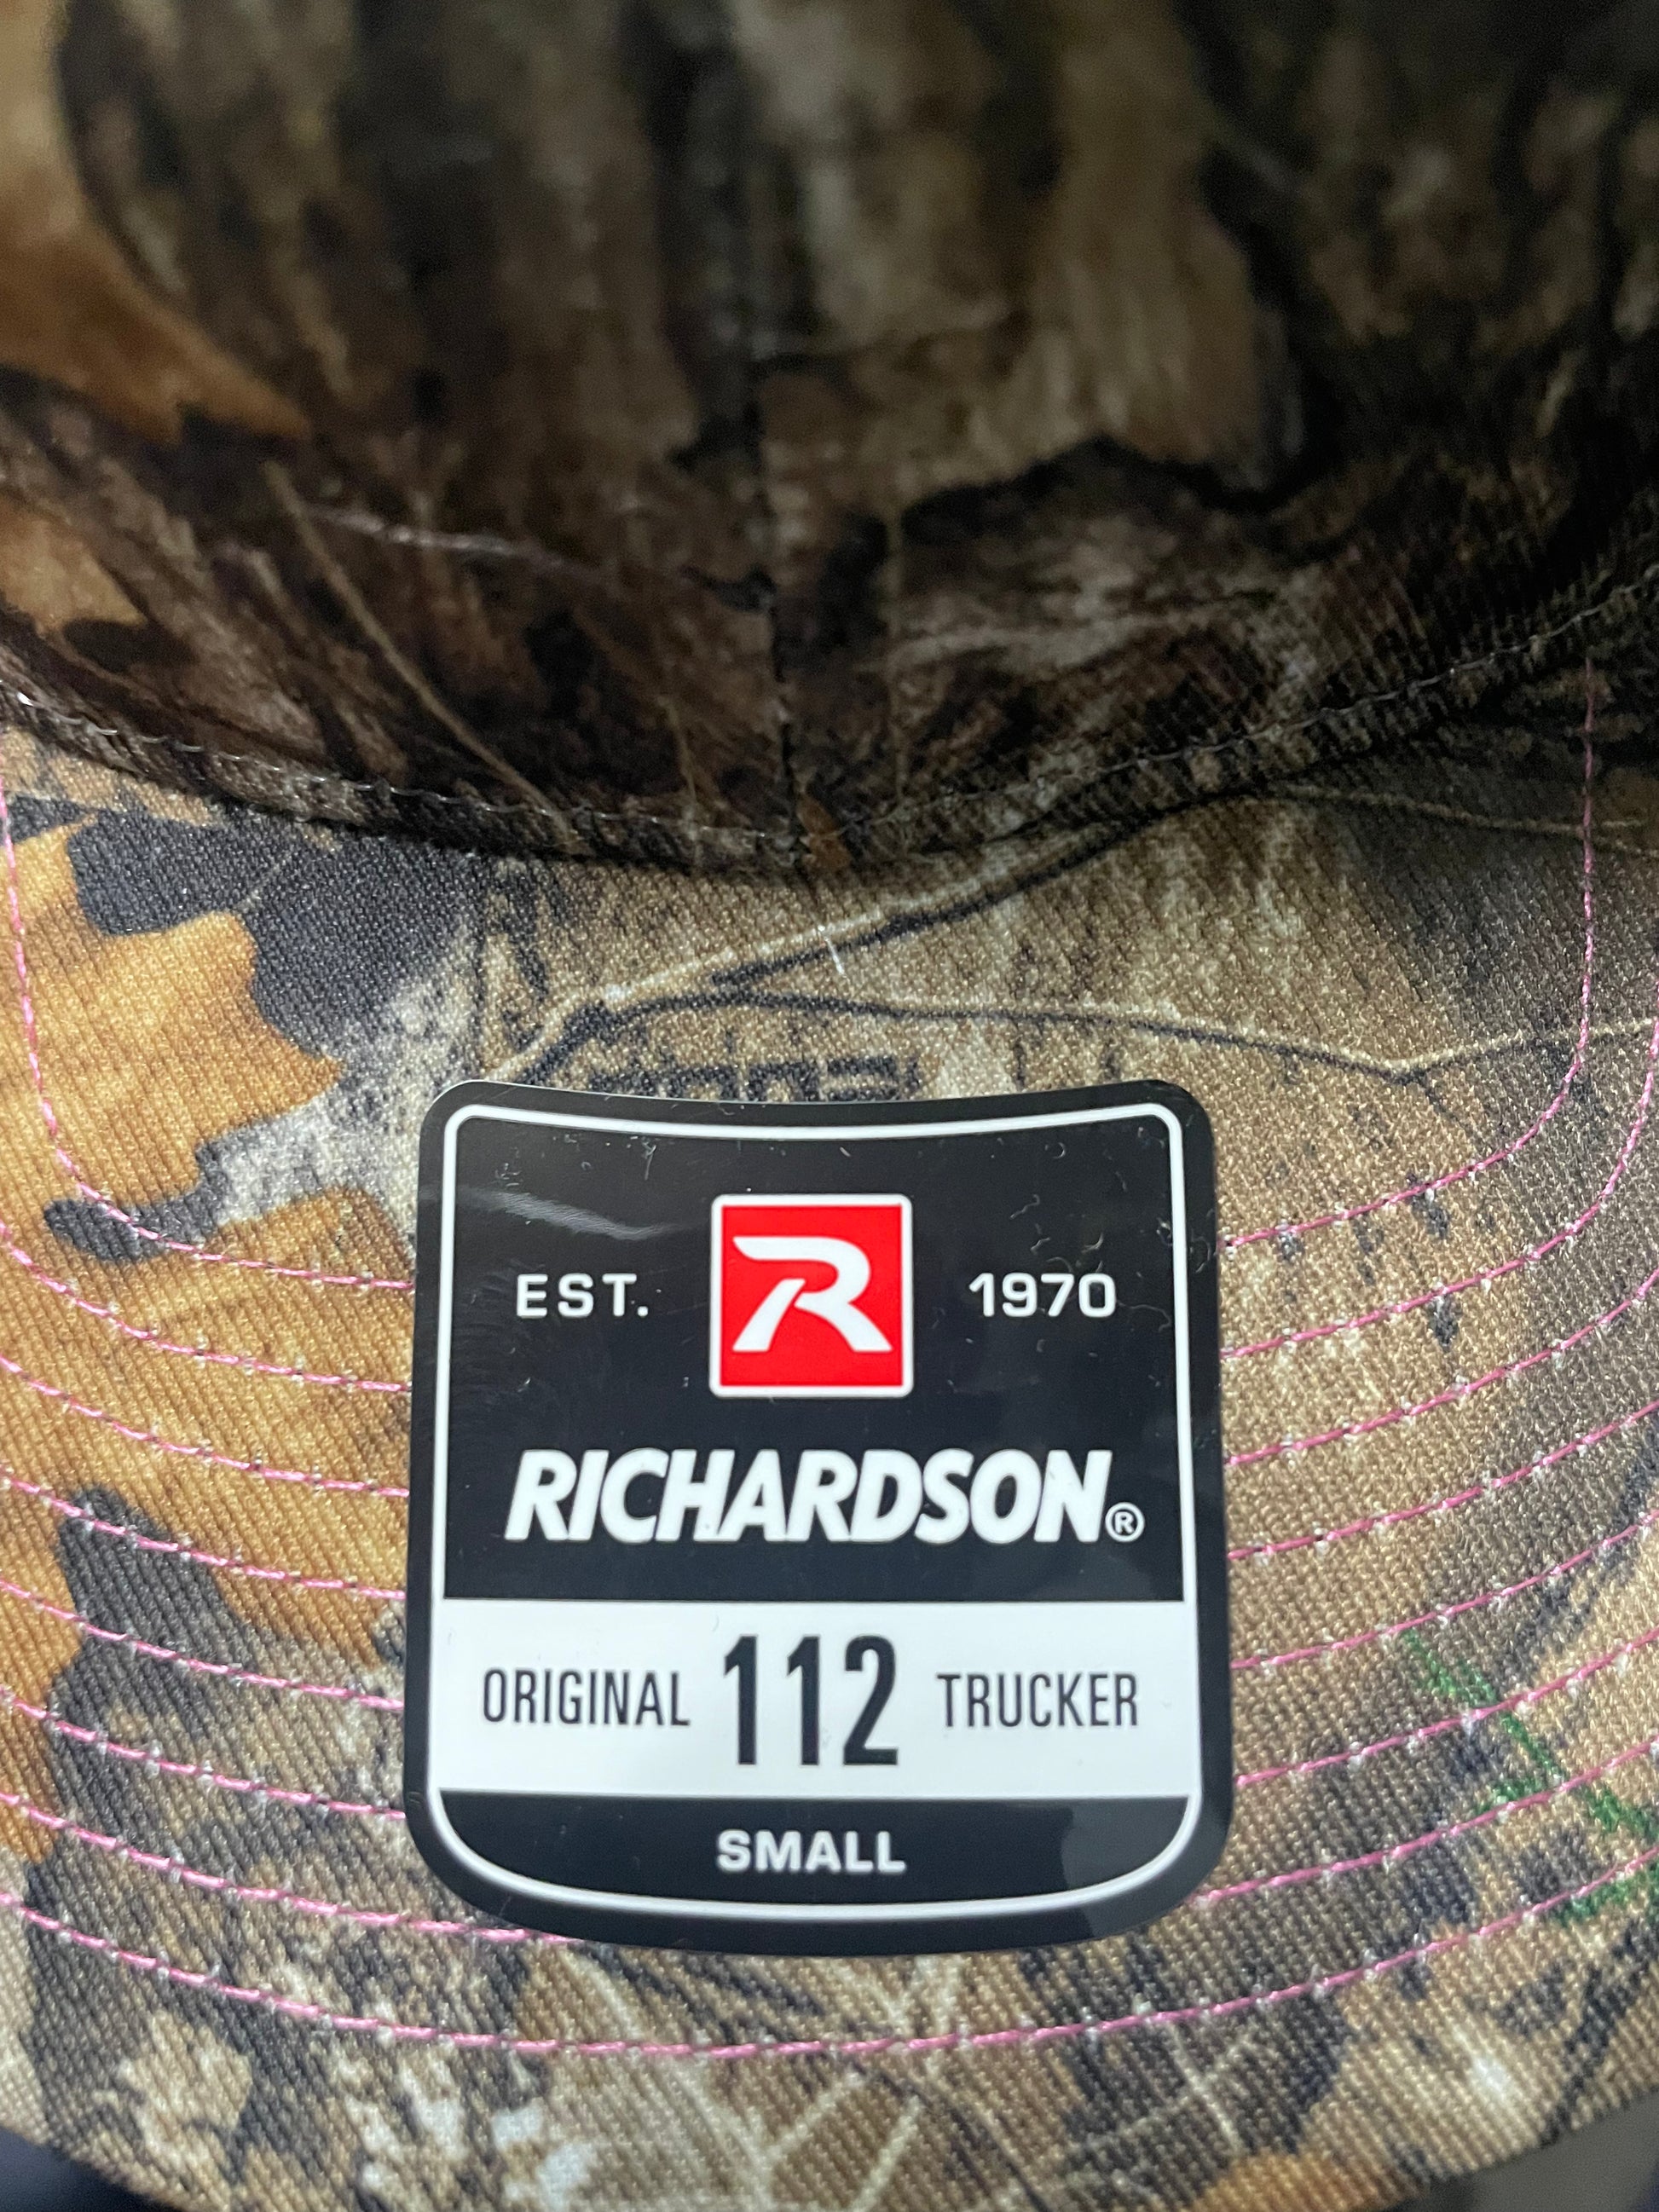 EST. R 1970
RICHARDSON®
ORIGINAL 112 TRUCKER
SMALL